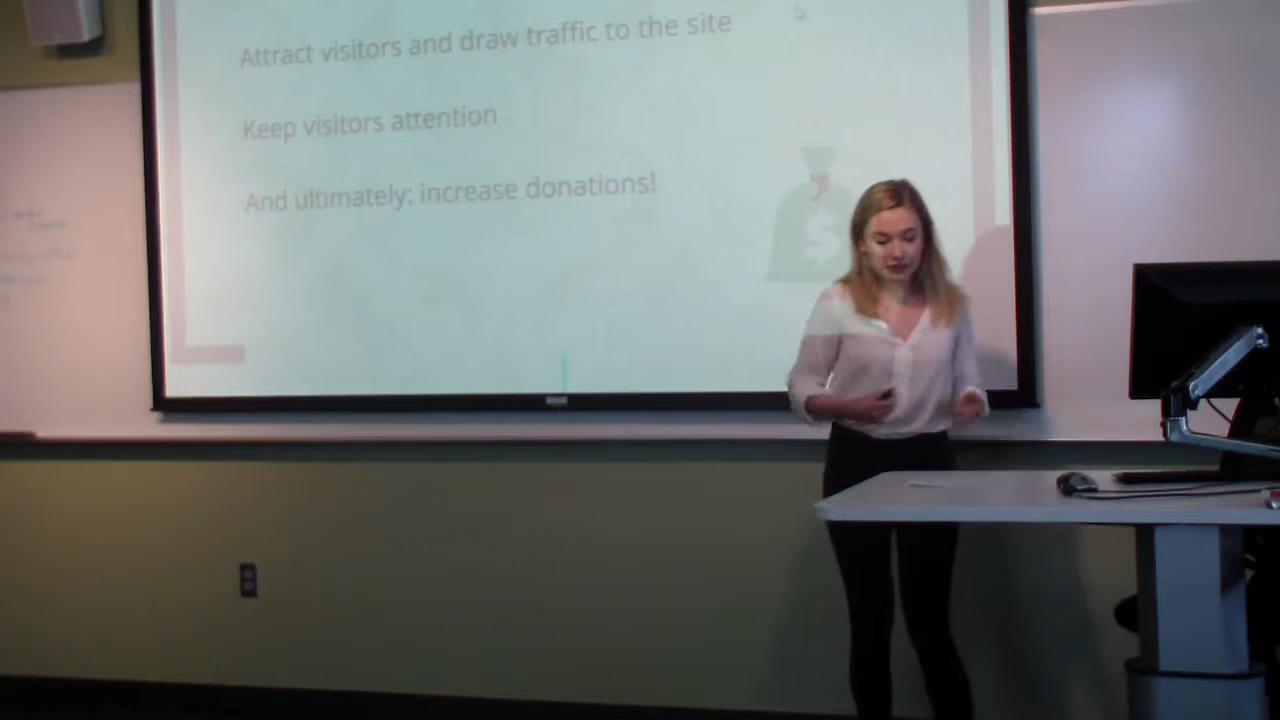 Attract visitors and draw traffic to the site
Keep visitors attention
And ultimately: increase donations!
$